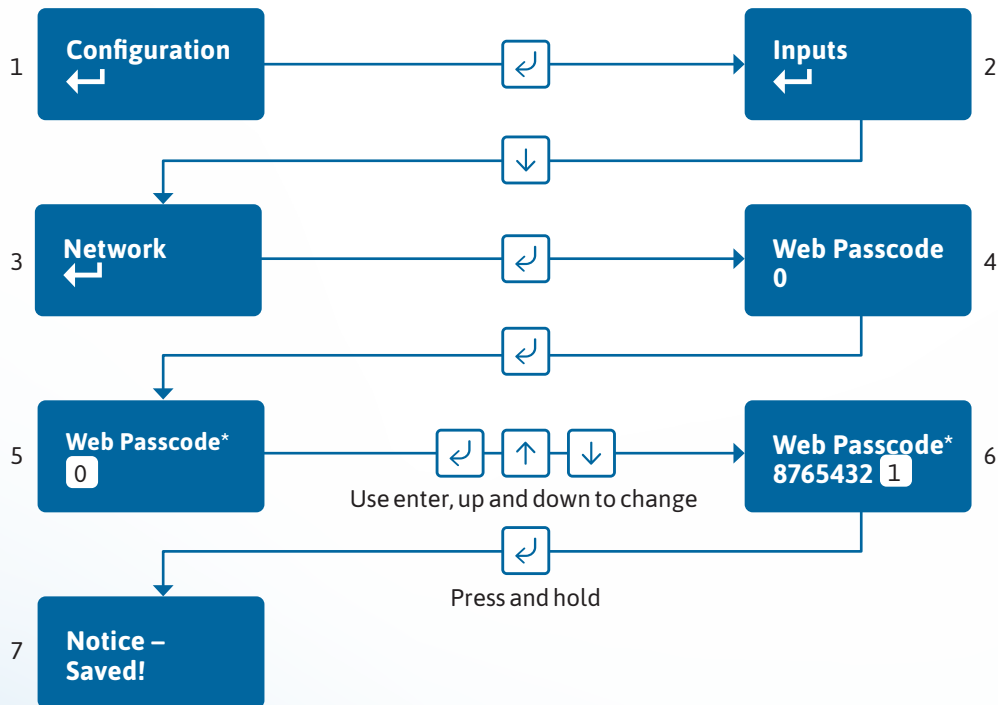 1
Configuration
Inputs
2
3
Network
Web Passcode
0
4
5
Web Passcode*
0
Use enter, up and down to change
Web Passcode*
8765432 1
6
Press and hold
7
Notice –
Saved!